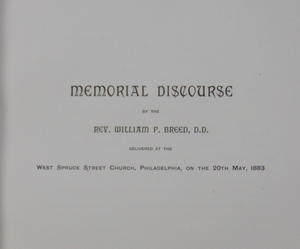 MEMORIAL DISCOURSE
BY THE
REV. WILLIAM P. BREED, D.D.
DELIVERED AT THE
WEST SPRUCE STREET CHURCH, PHILADELPHIA, ON THE 20TH MAY, 1883